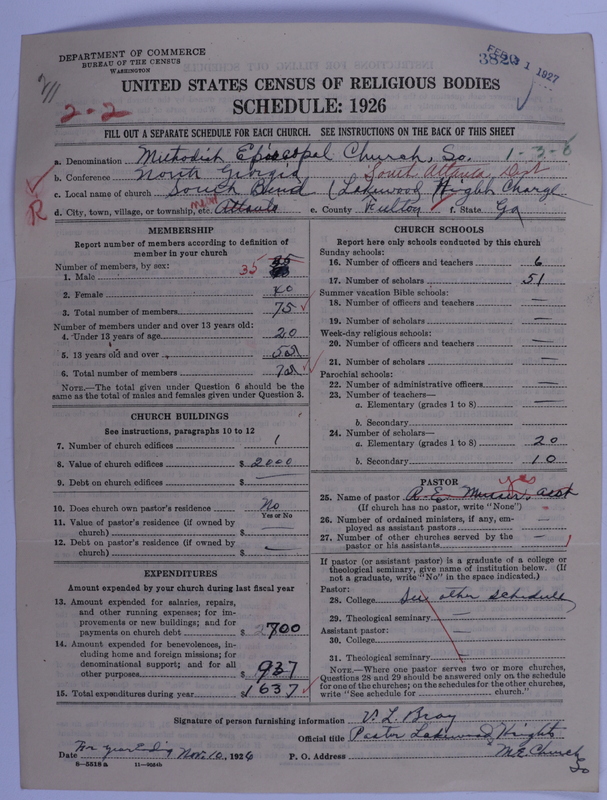 DEPARTMENT OF COMMERCE
BUREAU OF THE CENSUS
WASHINGTON
3820
FEB 1 1927
2-2
UNITED STATES CENSUS OF RELIGIOUS BODIES
SCHEDULE: 1926
FILL OUT A SEPARATE SCHEDULE FOR EACH CHURCH. SEE INSTRUCTIONS ON THE BACK OF THIS SHEET
a. Denomination Methodist Episcopal Church, So. 1-3-6
b. Conference North Georgia South Atlanta Dist
c. Local name of church South Bend (Lakewood Hights Charge
R
d. City, town, village, or township, etc. near Atlanta e. County Fulton f. State Ga
MEMBERSHIP
Report number of members according to definition of member in your church
Number of members, by sex:
1. Male 35 35
2. Female 40
3. Total number of members 75
Number of members under and over 13 years old:
4. Under 13 years of age 20
5. 13 years old and over
6. Total number of members
NOTE.—The total given under Question 6 should be the
same as the total of males and females given under Question 3.
CHURCH BUILDINGS
See instructions, paragraphs 10 to 12
7. Number of church edifices 1
8. Value of church edifices $ 2000
9. Debt on church edifices $ —
10. Does church own pastor's residence No
Yes or No
11. Value of pastor's residence (if owned by
church) $
12. Debt on pastor's residence (if owned by
church) $ —
EXPENDITURES
Amount expended by your church during last fiscal year
13. Amount expended for salaries, repairs,
and other running expenses; for im-
provements or new buildings; and for
payments on church debt $ 700
14. Amount expended for benevolences, in-
cluding home and foreign missions; for
denominational support; and for all
other purposes $ 937
15. Total expenditures during year $ 1637
CHURCH SCHOOLS
Report here only schools conducted by this church
Sunday schools:
16. Number of officers and teachers 6
17. Number of scholars 51
Summer vacation Bible schools:
18. Number of officers and teachers —
19. Number of scholars —
Week-day religious schools:
20. Number of officers and teachers —
21. Number of scholars —
Parochial schools:
22. Number of administrative officers —
23. Number of teachers—
a. Elementary (grades 1 to 8) —
b. Secondary
24. Number of scholars—
a. Elementary (grades 1 to 8) 20
b. Secondary 10
PASTOR
yes
25. Name of pastor R. E. asst
(If church has no pastor, write "None")
26. Number of ordained ministers, if any, em-
ployed as assistant pastors —
27. Number of other churches served by the
pastor or his assistants —
If pastor (or assistant pastor) is a graduate of a college or
theological seminary, give name of institution below. (If
not a graduate, write "No" in the space indicated.)
Pastor:
28. College See other schedule
29. Theological seminary
Assistant pastor:
30. College
31. Theological seminary
NOTE.—Where one pastor serves two or more churches,
Questions 28 and 29 should be answered only on the schedule
for one of the churches; on the schedules for the other churches,
write "See schedule for church."
Signature of person furnishing information V. L. Bray
Official title Pastor Lakewood Hights
M.E. Church So
Date For year ending Nov. 10, 1926 P. O. Address
8—5518 a 11—9024b